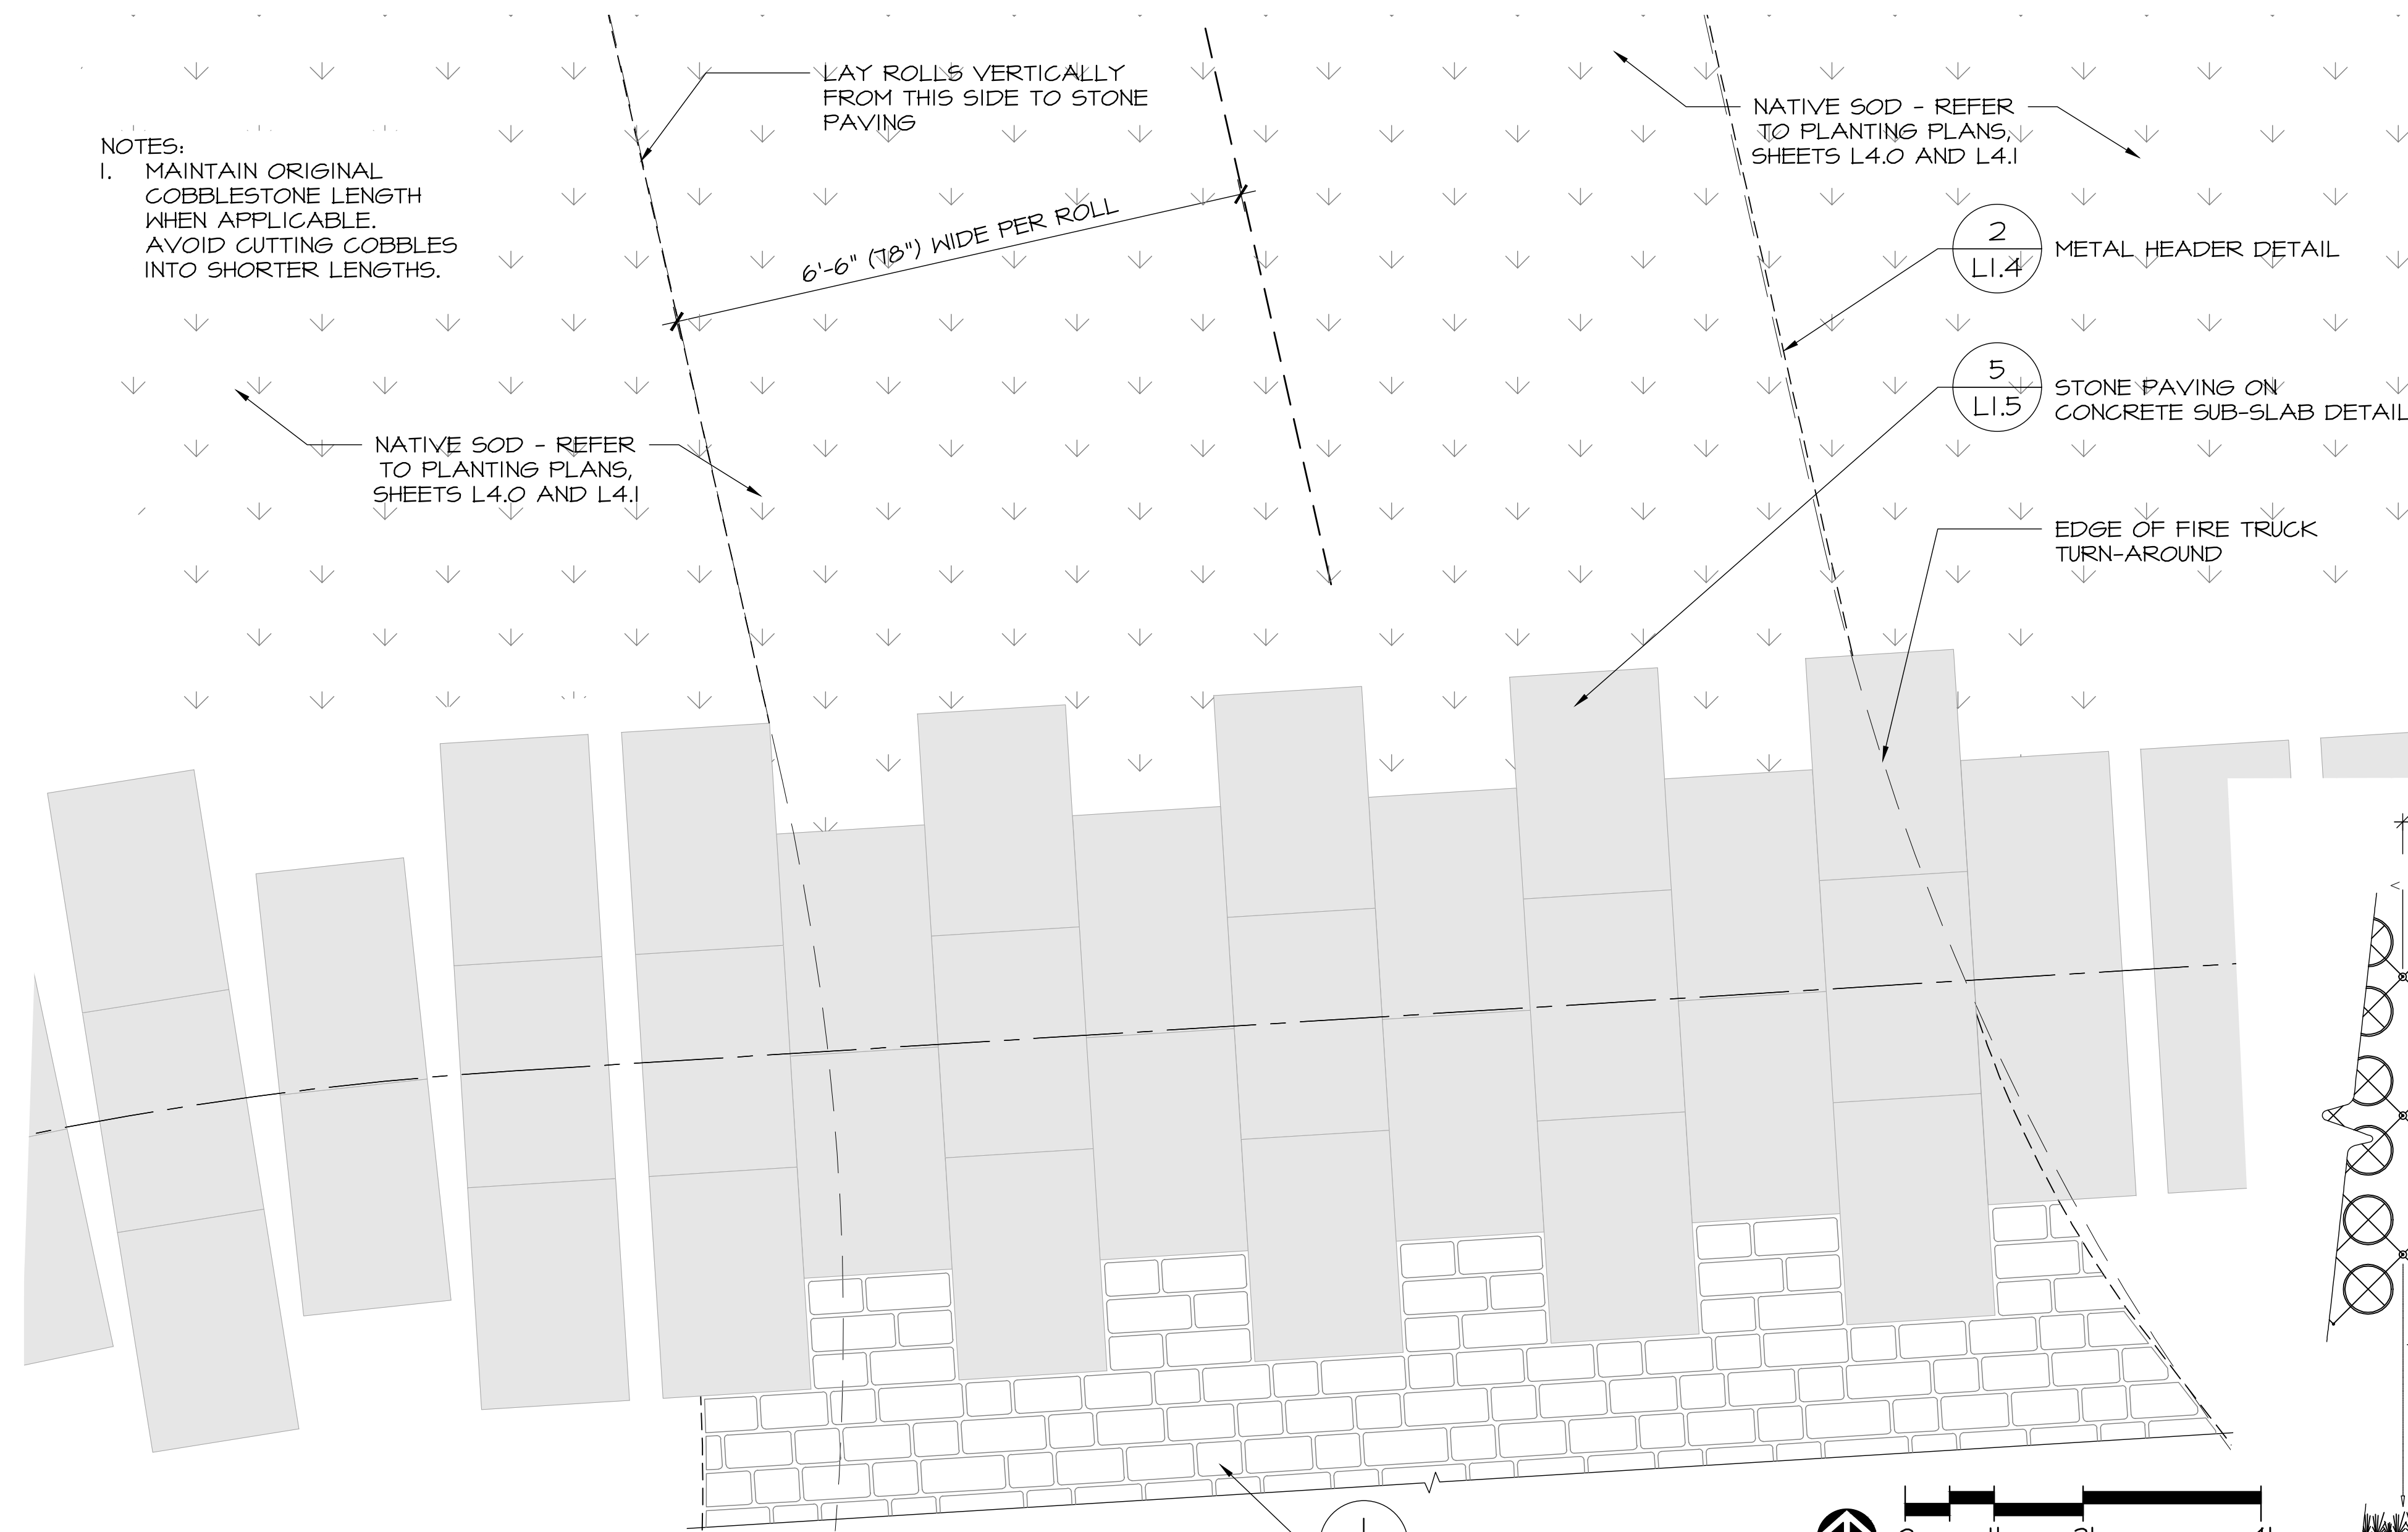 LAY ROLLS VERTICALLY
FROM THIS SIDE TO STONE
PAVING
NOTES:
1. MAINTAIN ORIGINAL
COBBLESTONE LENGTH
WHEN APPLICABLE.
AVOID CUTTING COBBLES
INTO SHORTER LENGTHS.
6'-6" (78") WIDE PER ROLL
NATIVE SOD - REFER
TO PLANTING PLANS,
SHEETS L4.0 AND L4.1
NATIVE SOD - REFER
TO PLANTING PLANS,
SHEETS L4.0 AND L4.1
2
L1.4
METAL HEADER DETAIL
5
L1.5
STONE PAVING ON
CONCRETE SUB-SLAB DETAIL
EDGE OF FIRE TRUCK
TURN-AROUND